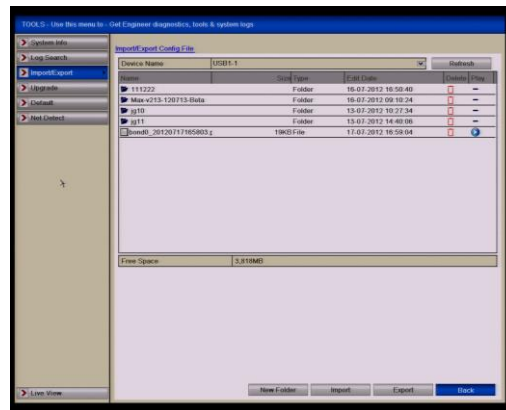 TOOLS - Use this menu to - Get Engineer diagnostics, tools & system logs
System Info
Log Search
Import/Export
Upgrade
Default
Net Detect
Live View
Import/Export Config File
Device Name USB1-1 Refresh
Name Size Type Edit Date Delete Play
111222 Folder 16-07-2012 16:50:40 –
Max-v213-120713-Beta Folder 16-07-2012 09:10:24 –
jg10 Folder 13-07-2012 10:27:34 –
jg11 Folder 13-07-2012 14:40:06 –
bond0_20120717165803.z 19KB File 17-07-2012 16:59:04
Free Space 3,818MB
New Folder Import Export Back